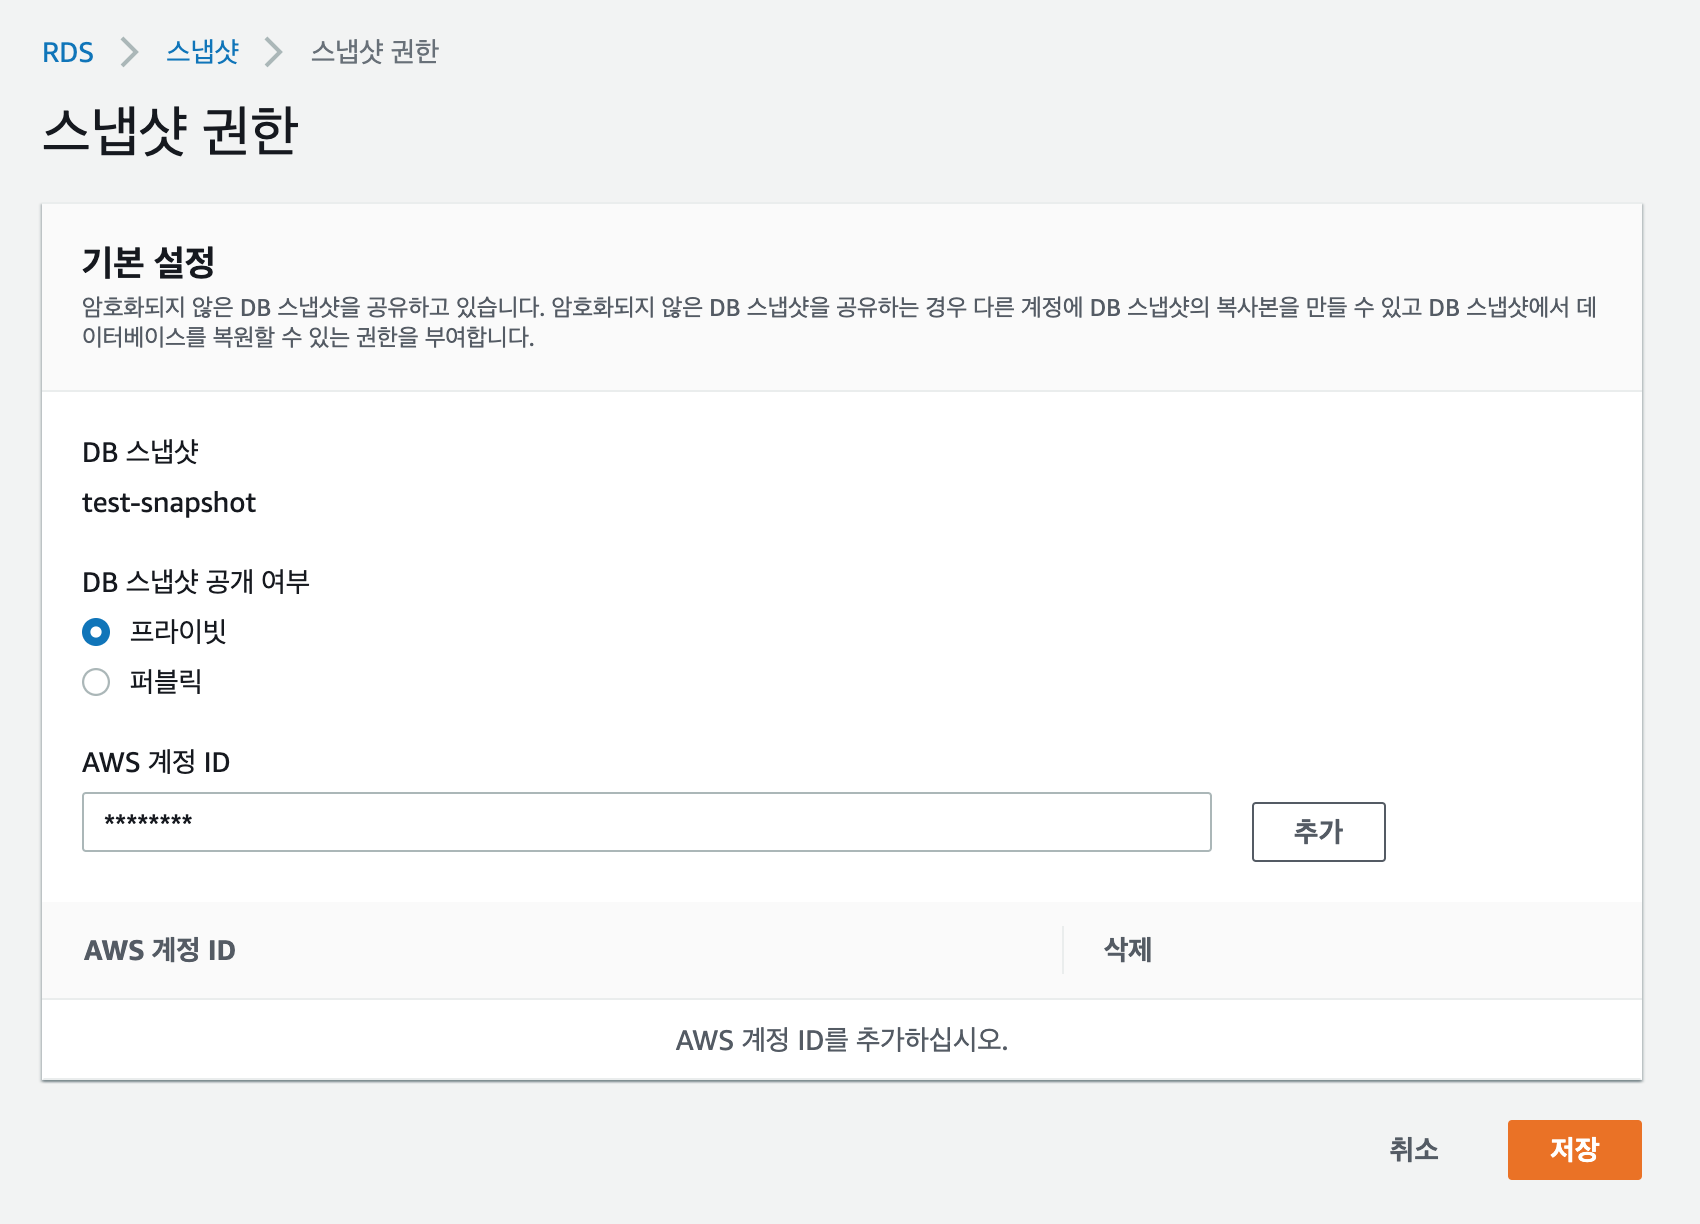 RDS > 스냅샷 > 스냅샷 권한
스냅샷 권한
기본 설정
암호화되지 않은 DB 스냅샷을 공유하고 있습니다. 암호화되지 않은 DB 스냅샷을 공유하는 경우 다른 계정에 DB 스냅샷의 복사본을 만들 수 있고 DB 스냅샷에서 데
이터베이스를 복원할 수 있는 권한을 부여합니다.
DB 스냅샷
test-snapshot
DB 스냅샷 공개 여부
프라이빗
퍼블릭
AWS 계정 ID
********
추가
AWS 계정 ID 삭제
AWS 계정 ID를 추가하십시오.
취소 저장